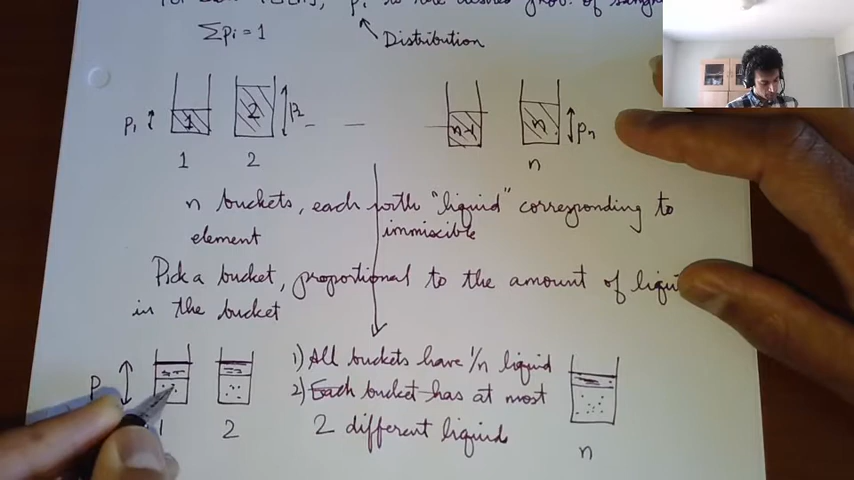 Σpi = 1
Distribution
P1 1 2 P2 n-1 n Pn
1 2 n
n buckets, each with "liquid" corresponding to
element immiscible
Pick a bucket, proportional to the amount of liqui
in the bucket
P 1) All buckets have 1/n liquid
2) Each bucket has at most
1 2 2 different liquids
n